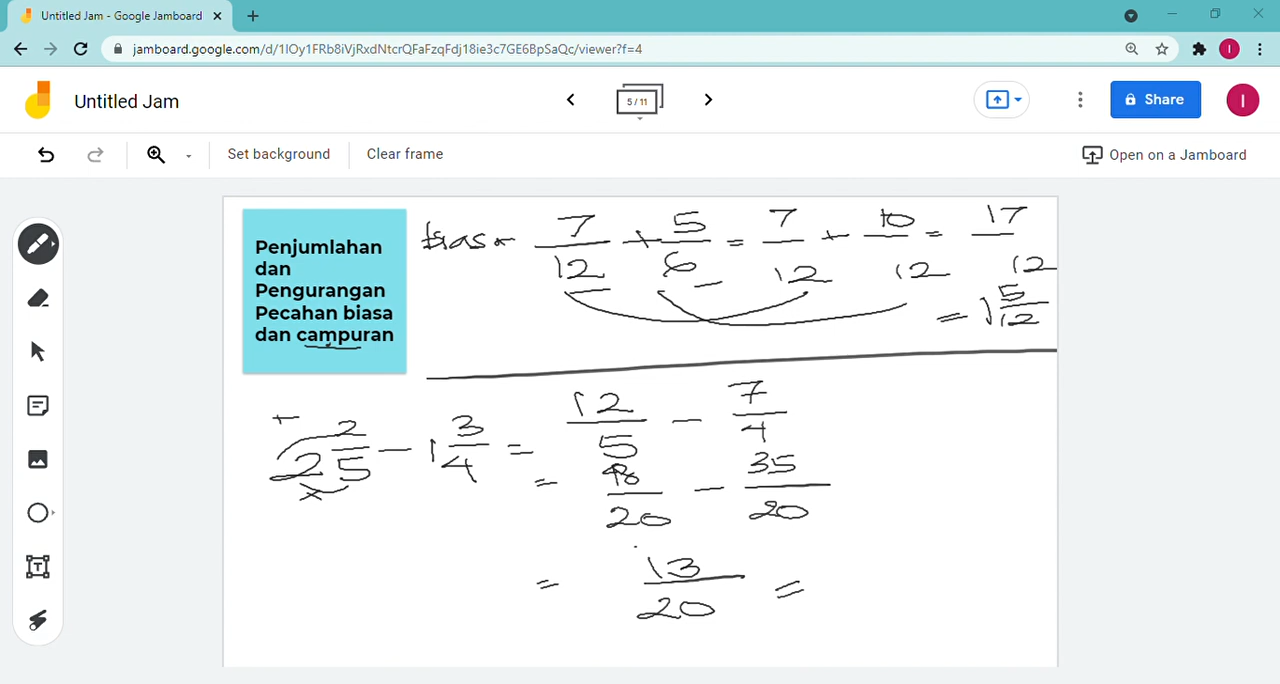 Untitled Jam - Google Jamboard
jamboard.google.com/d/1IOy1FRb8iVjRxdNtcrQFaFzqFdj18ie3c7GE6BpSaQc/viewer?f=4
I
Untitled Jam
5 / 11
Share
I
Set background
Clear frame
Open on a Jamboard
Penjumlahan
dan
Pengurangan
Pecahan biasa
dan campuran
7/12 + 5/6 = 7/12 + 10/12 = 17/12
= 1 5/12
2 2/5 - 1 3/4 = 12/5 - 7/4
+
×
= 48/20 - 35/20
= 13/20 =
T